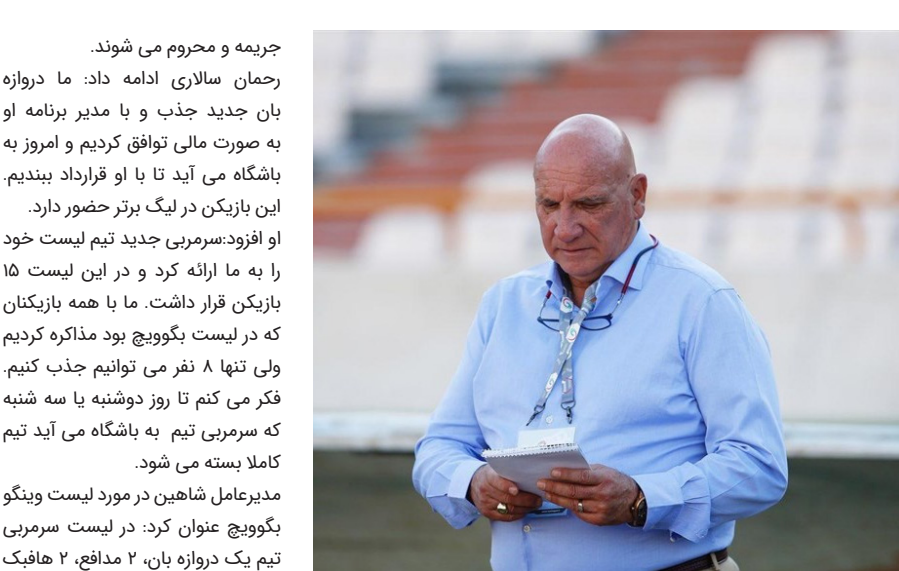 جریمه و محروم می شوند.
رحمان سالاری ادامه داد: ما دروازه
بان جدید جذب و با مدیر برنامه او
به صورت مالی توافق کردیم و امروز به
باشگاه می آید تا با او قرارداد ببندیم.
این بازیکن در لیگ برتر حضور دارد.
او افزود:سرمربی جدید تیم لیست خود
را به ما ارائه کرد و در این لیست ۱۵
بازیکن قرار داشت. ما با همه بازیکنان
که در لیست بگوویچ بود مذاکره کردیم
ولی تنها ۸ نفر می توانیم جذب کنیم.
فکر می کنم تا روز دوشنبه یا سه شنبه
که سرمربی تیم به باشگاه می آید تیم
کاملا بسته می شود.
مدیرعامل شاهین در مورد لیست وینگو
بگوویچ عنوان کرد: در لیست سرمربی
تیم یک دروازه بان، ۲ مدافع، ۲ هافبک